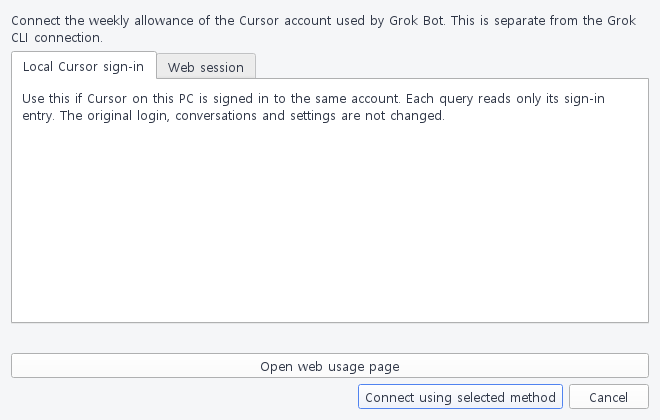 Connect the weekly allowance of the Cursor account used by Grok Bot. This is separate from the Grok
CLI connection.
Local Cursor sign-in
Web session
Use this if Cursor on this PC is signed in to the same account. Each query reads only its sign-in
entry. The original login, conversations and settings are not changed.
Open web usage page
Connect using selected method
Cancel